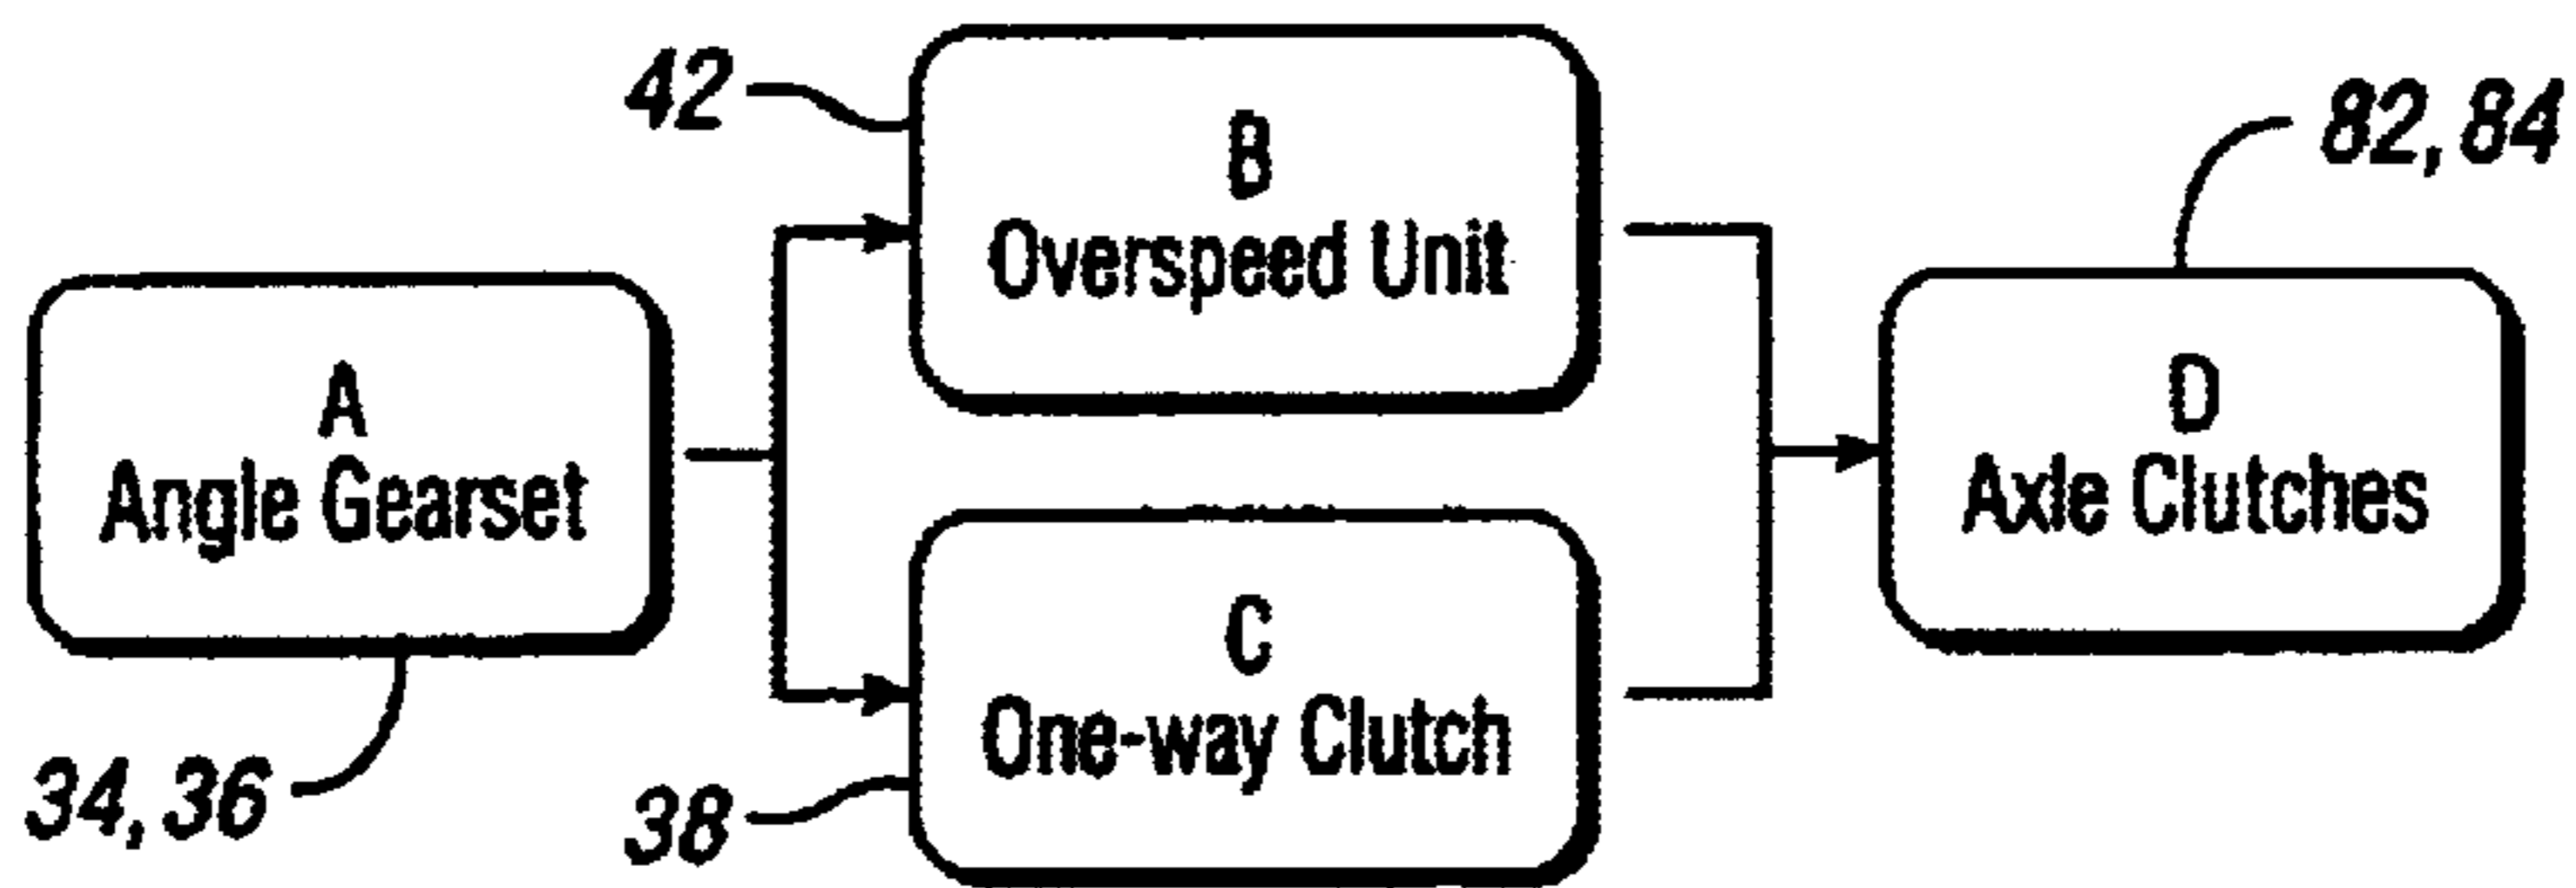 42
B
Overspeed Unit
82, 84
A
Angle Gearset
D
Axle Clutches
34, 36
C
One-way Clutch
38